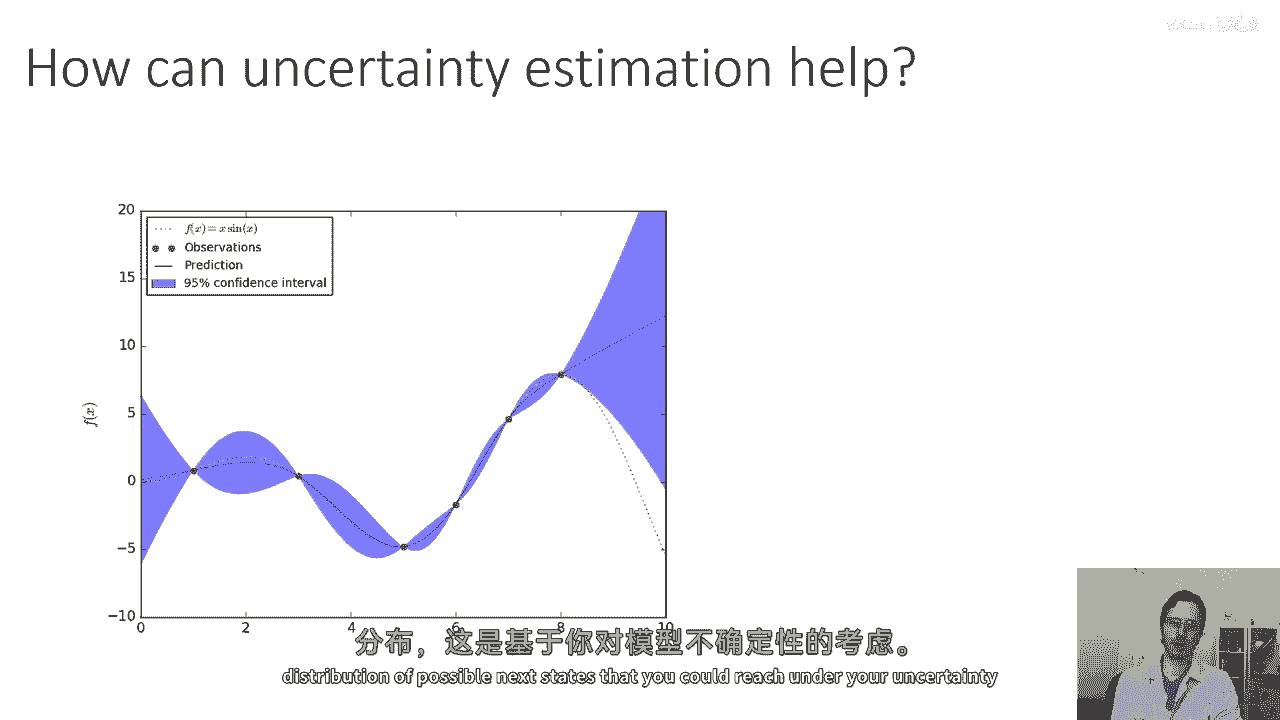 How can uncertainty estimation help?
20
f(x) = x sin(x)
Observations
Prediction
95% confidence interval
15
10
5
0
−5
−10
f(x)
0 2 4 6 8 10
分布，这是基于你对模型不确定性的考虑。
distribution of possible next states that you could reach under your uncertainty